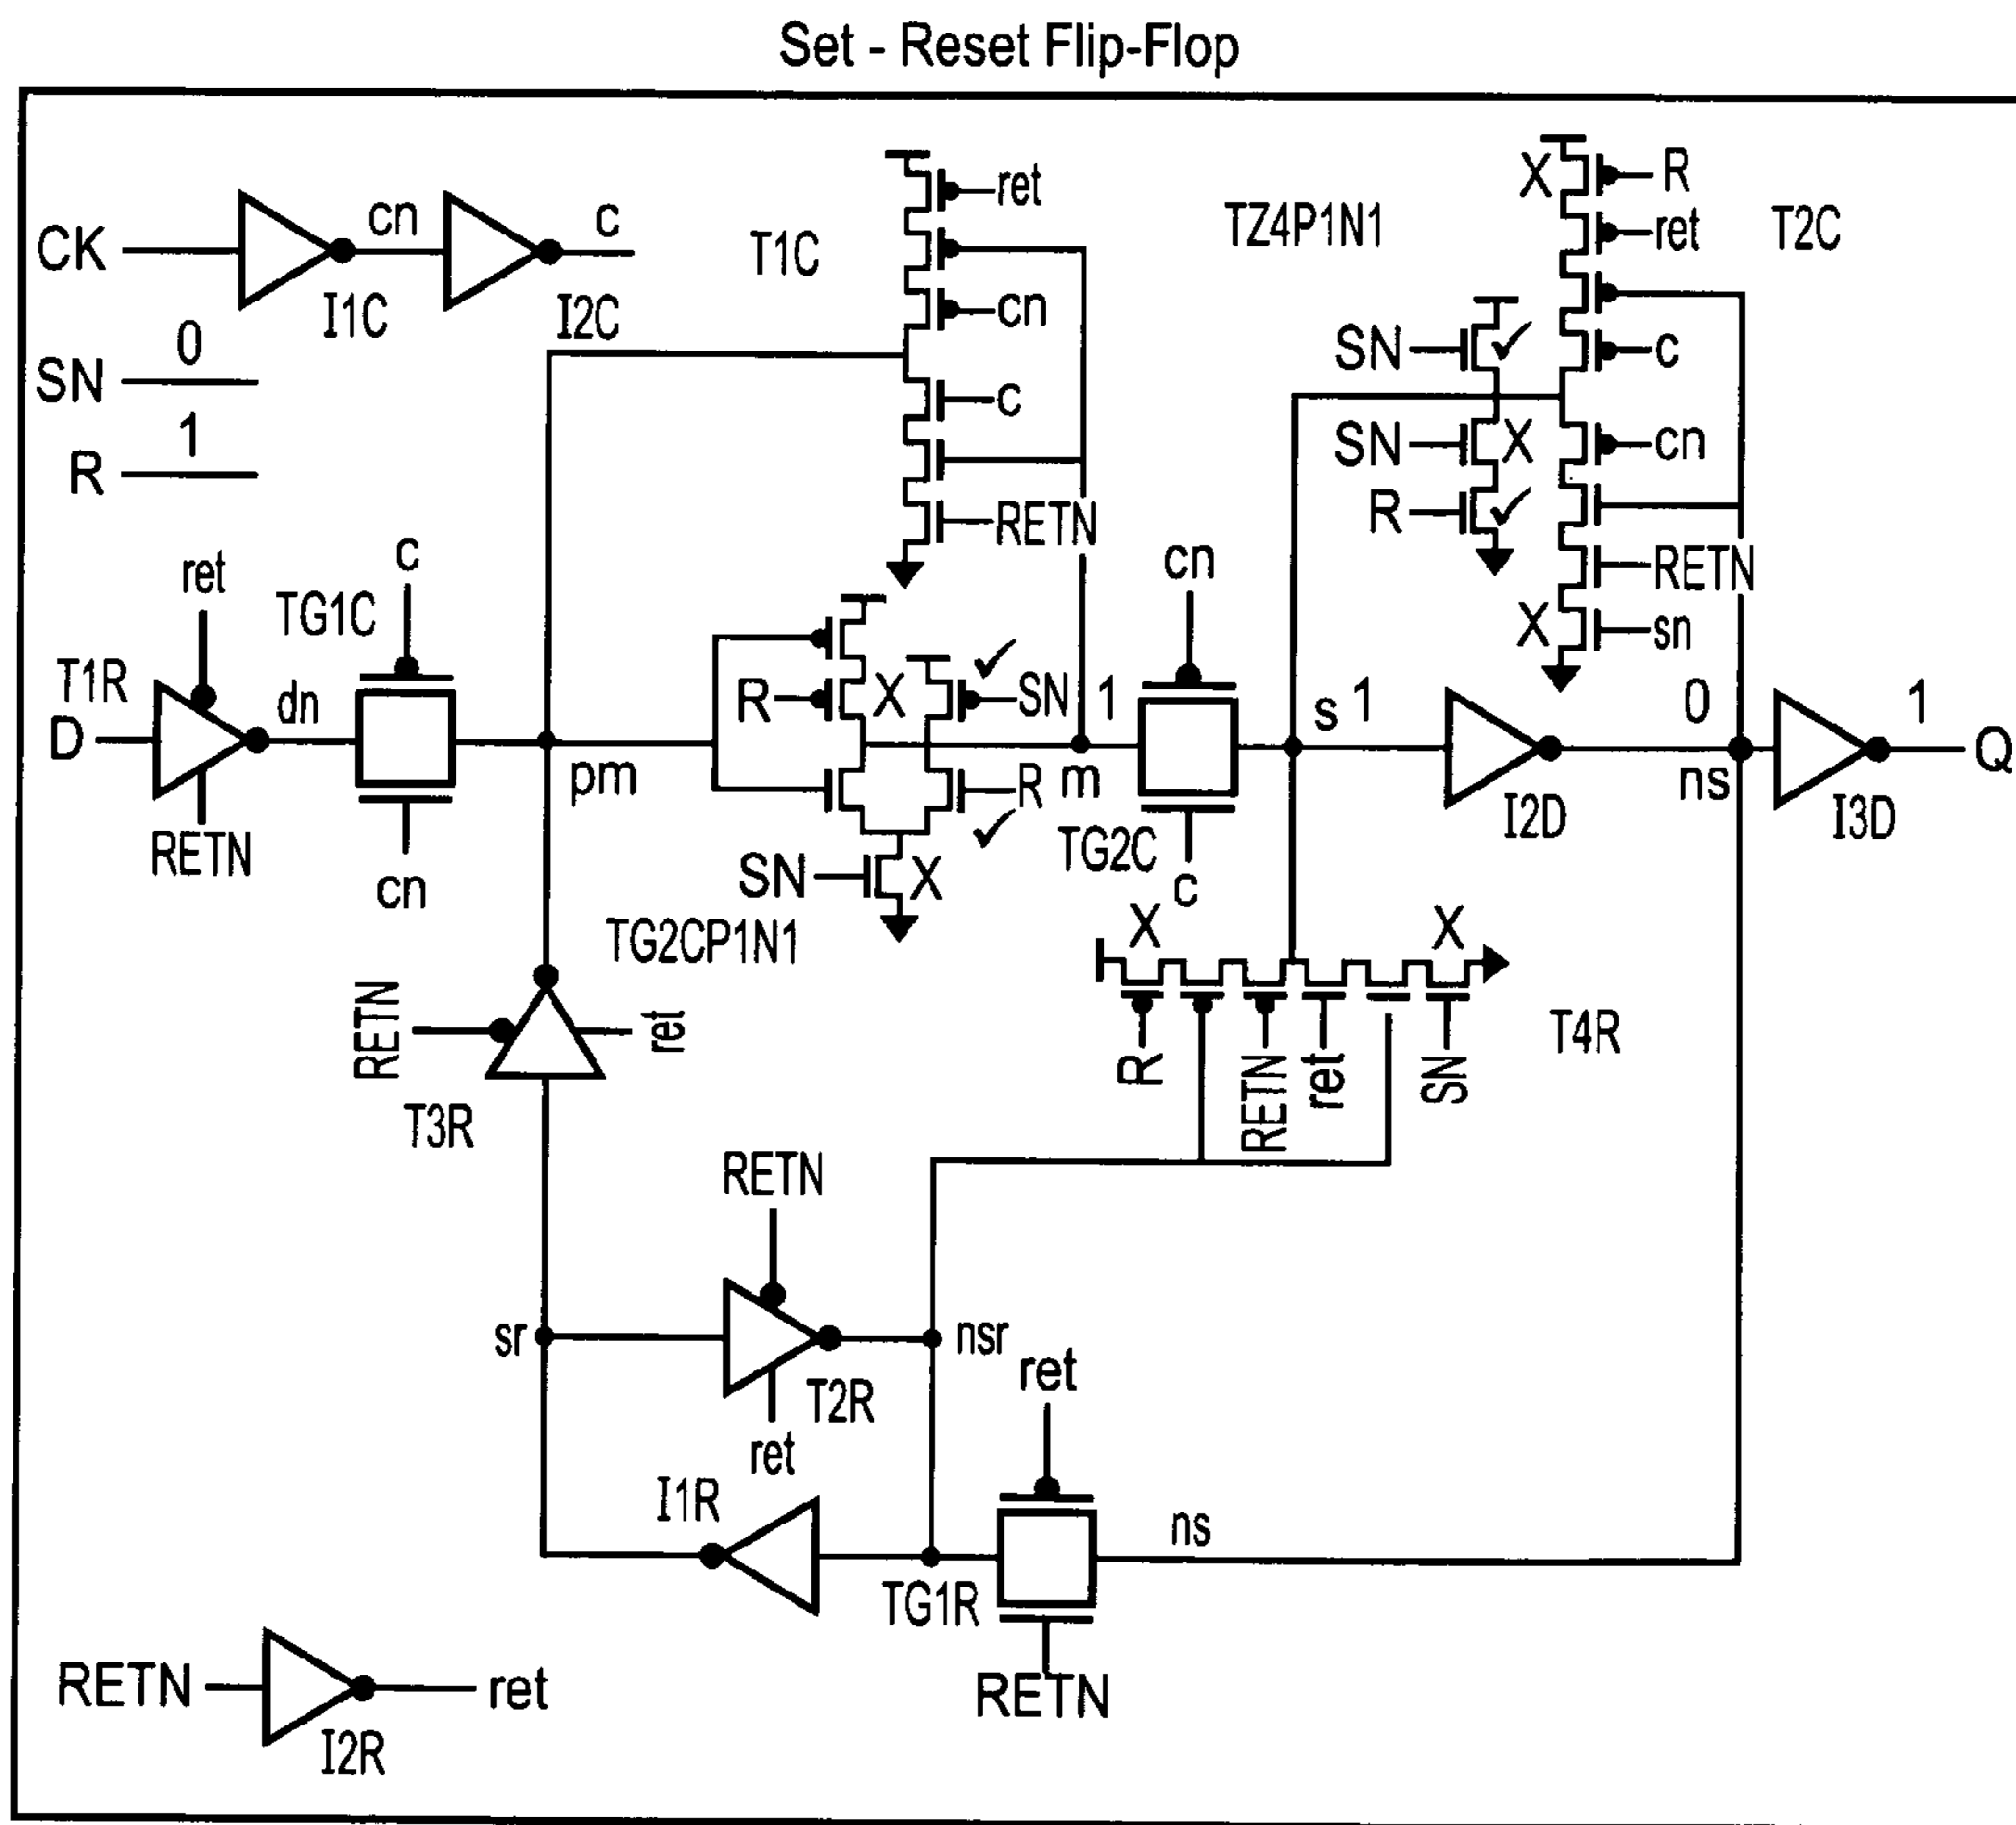 Set - Reset Flip-Flop
CK
cn
c
I1C
I2C
SN
0
R
1
T1C
ret
cn
c
RETN
TZ4P1N1
T2C
X
R
ret
c
cn
RETN
X
sn
SN
SN
X
R
ret
T1R
D
RETN
dn
TG1C
c
cn
pm
R
X
SN
R
SN
X
1
m
cn
TG2C
c
s
1
I2D
0
ns
I3D
1
Q
TG2CP1N1
RETN
ret
T3R
X
X
R
RETN
ret
SN
T4R
RETN
sr
nsr
T2R
ret
I1R
ret
ns
TG1R
RETN
RETN
ret
I2R